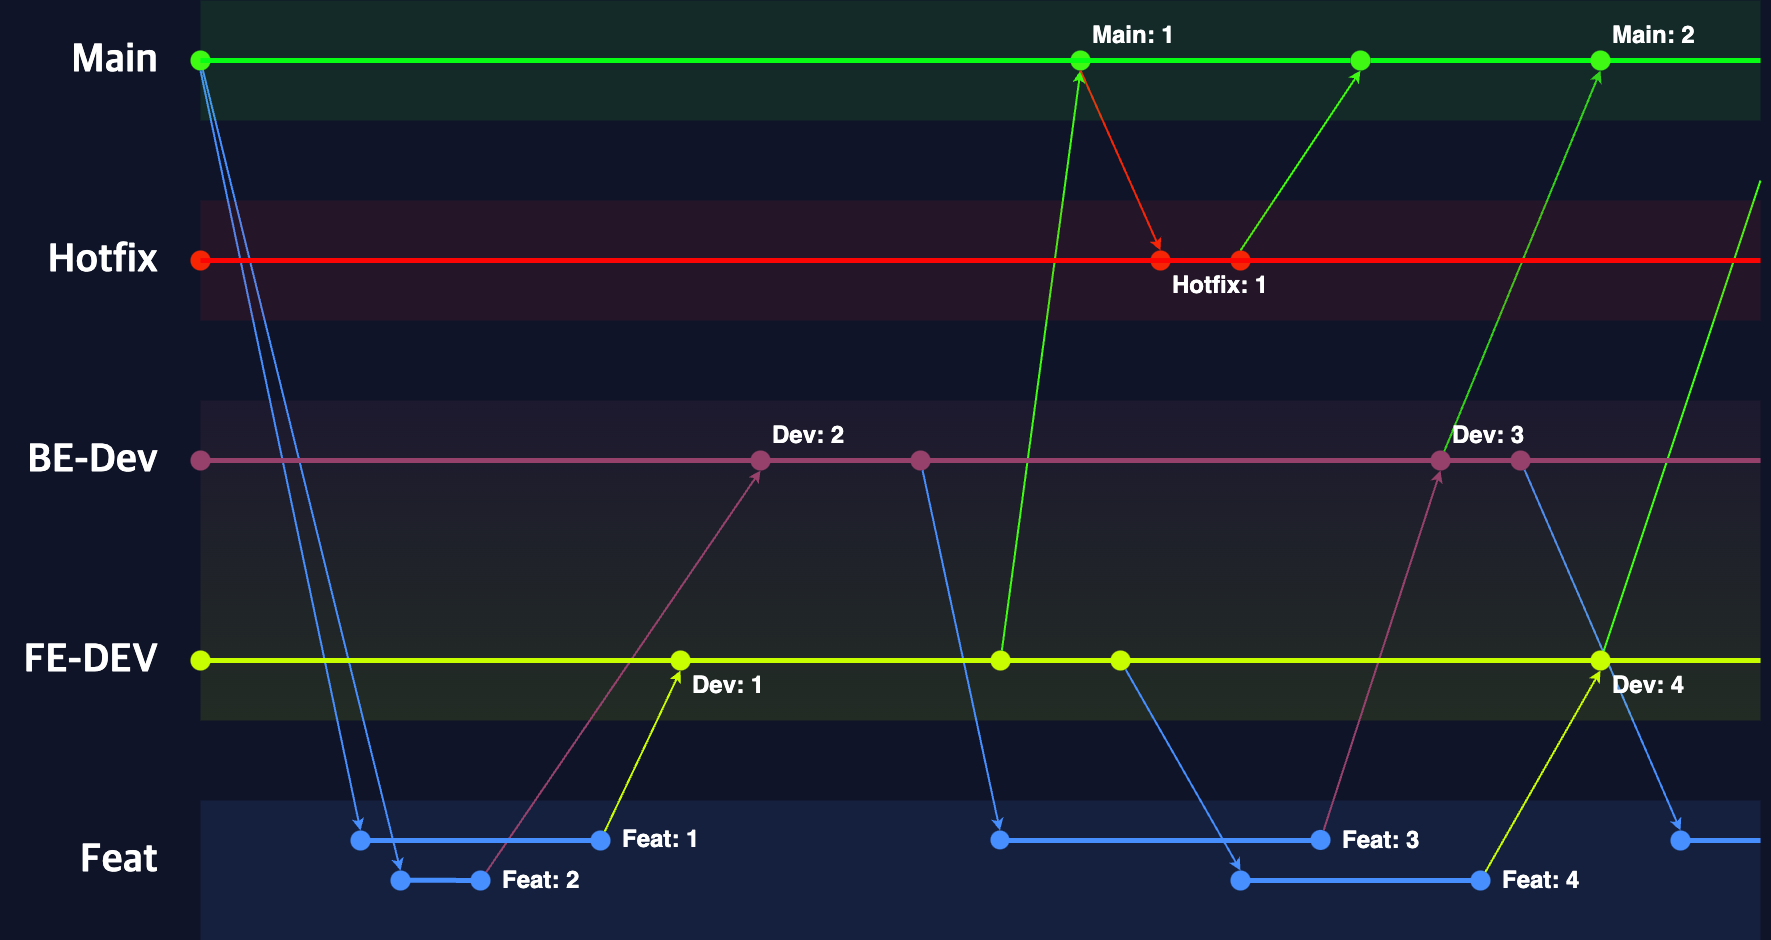 Main
Main: 1
Main: 2
Hotfix
Hotfix: 1
BE-Dev
Dev: 2
Dev: 3
FE-DEV
Dev: 1
Dev: 4
Feat
Feat: 1
Feat: 3
Feat: 2
Feat: 4